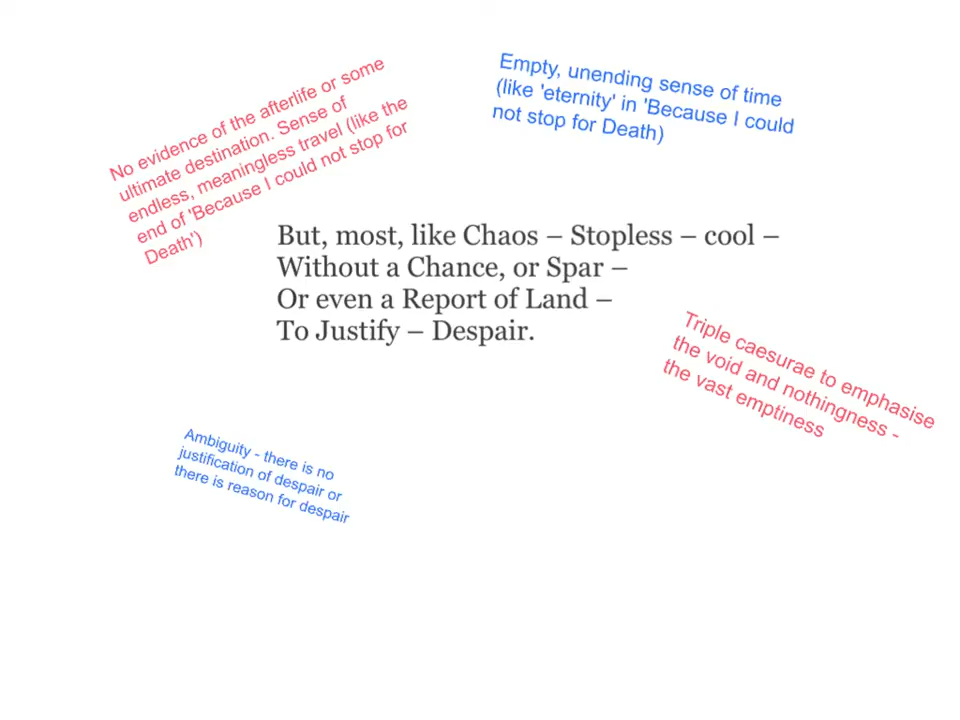 No evidence of the afterlife or some
ultimate destination. Sense of
endless, meaningless travel (like the
end of 'Because I could not stop for
Death')
Empty, unending sense of time
(like 'eternity' in 'Because I could
not stop for Death)
But, most, like Chaos – Stopless – cool –
Without a Chance, or Spar –
Or even a Report of Land –
To Justify – Despair.
Triple caesurae to emphasise
the void and nothingness -
the vast emptiness
Ambiguity - there is no
justification of despair or
there is reason for despair